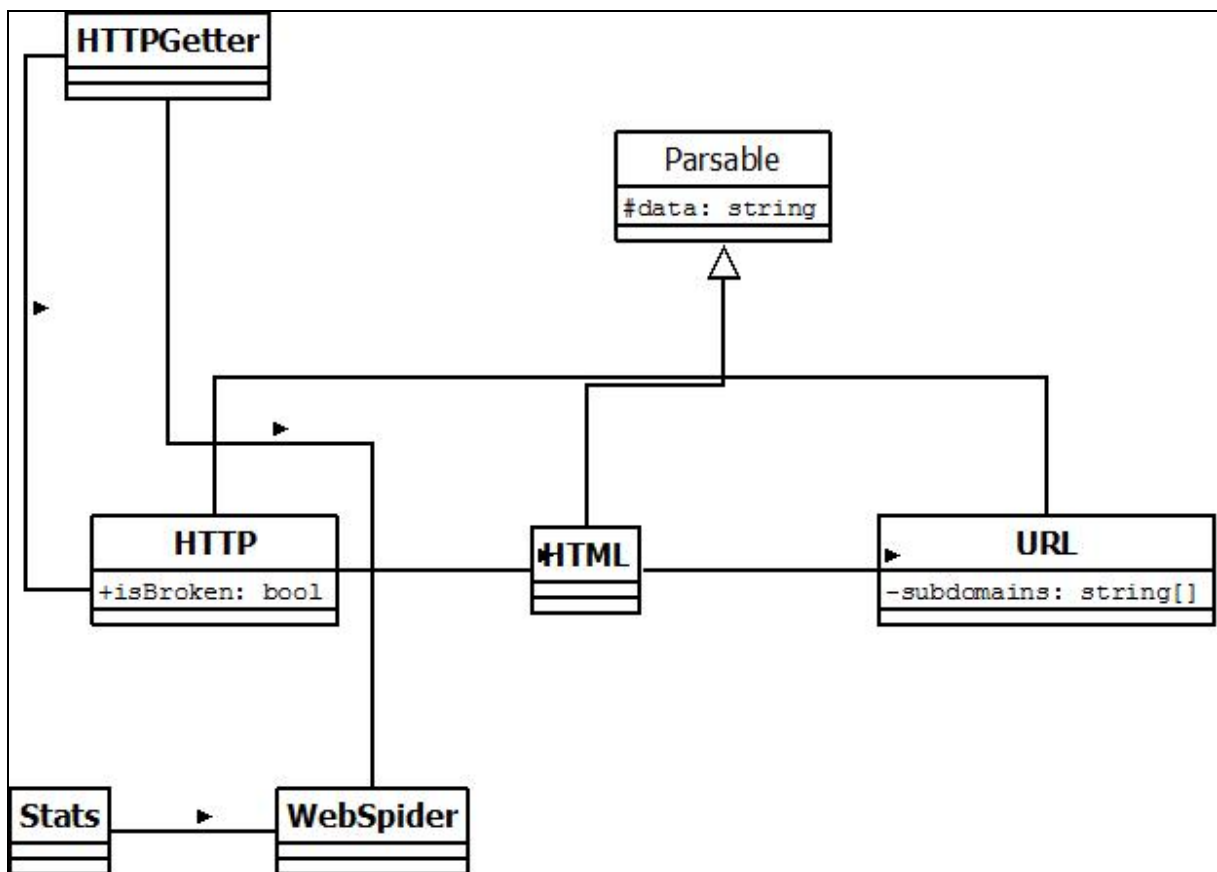 HTTPGetter
Parsable
#data: string
HTTP
+isBroken: bool
HTML
URL
-subdomains: string[]
Stats
WebSpider